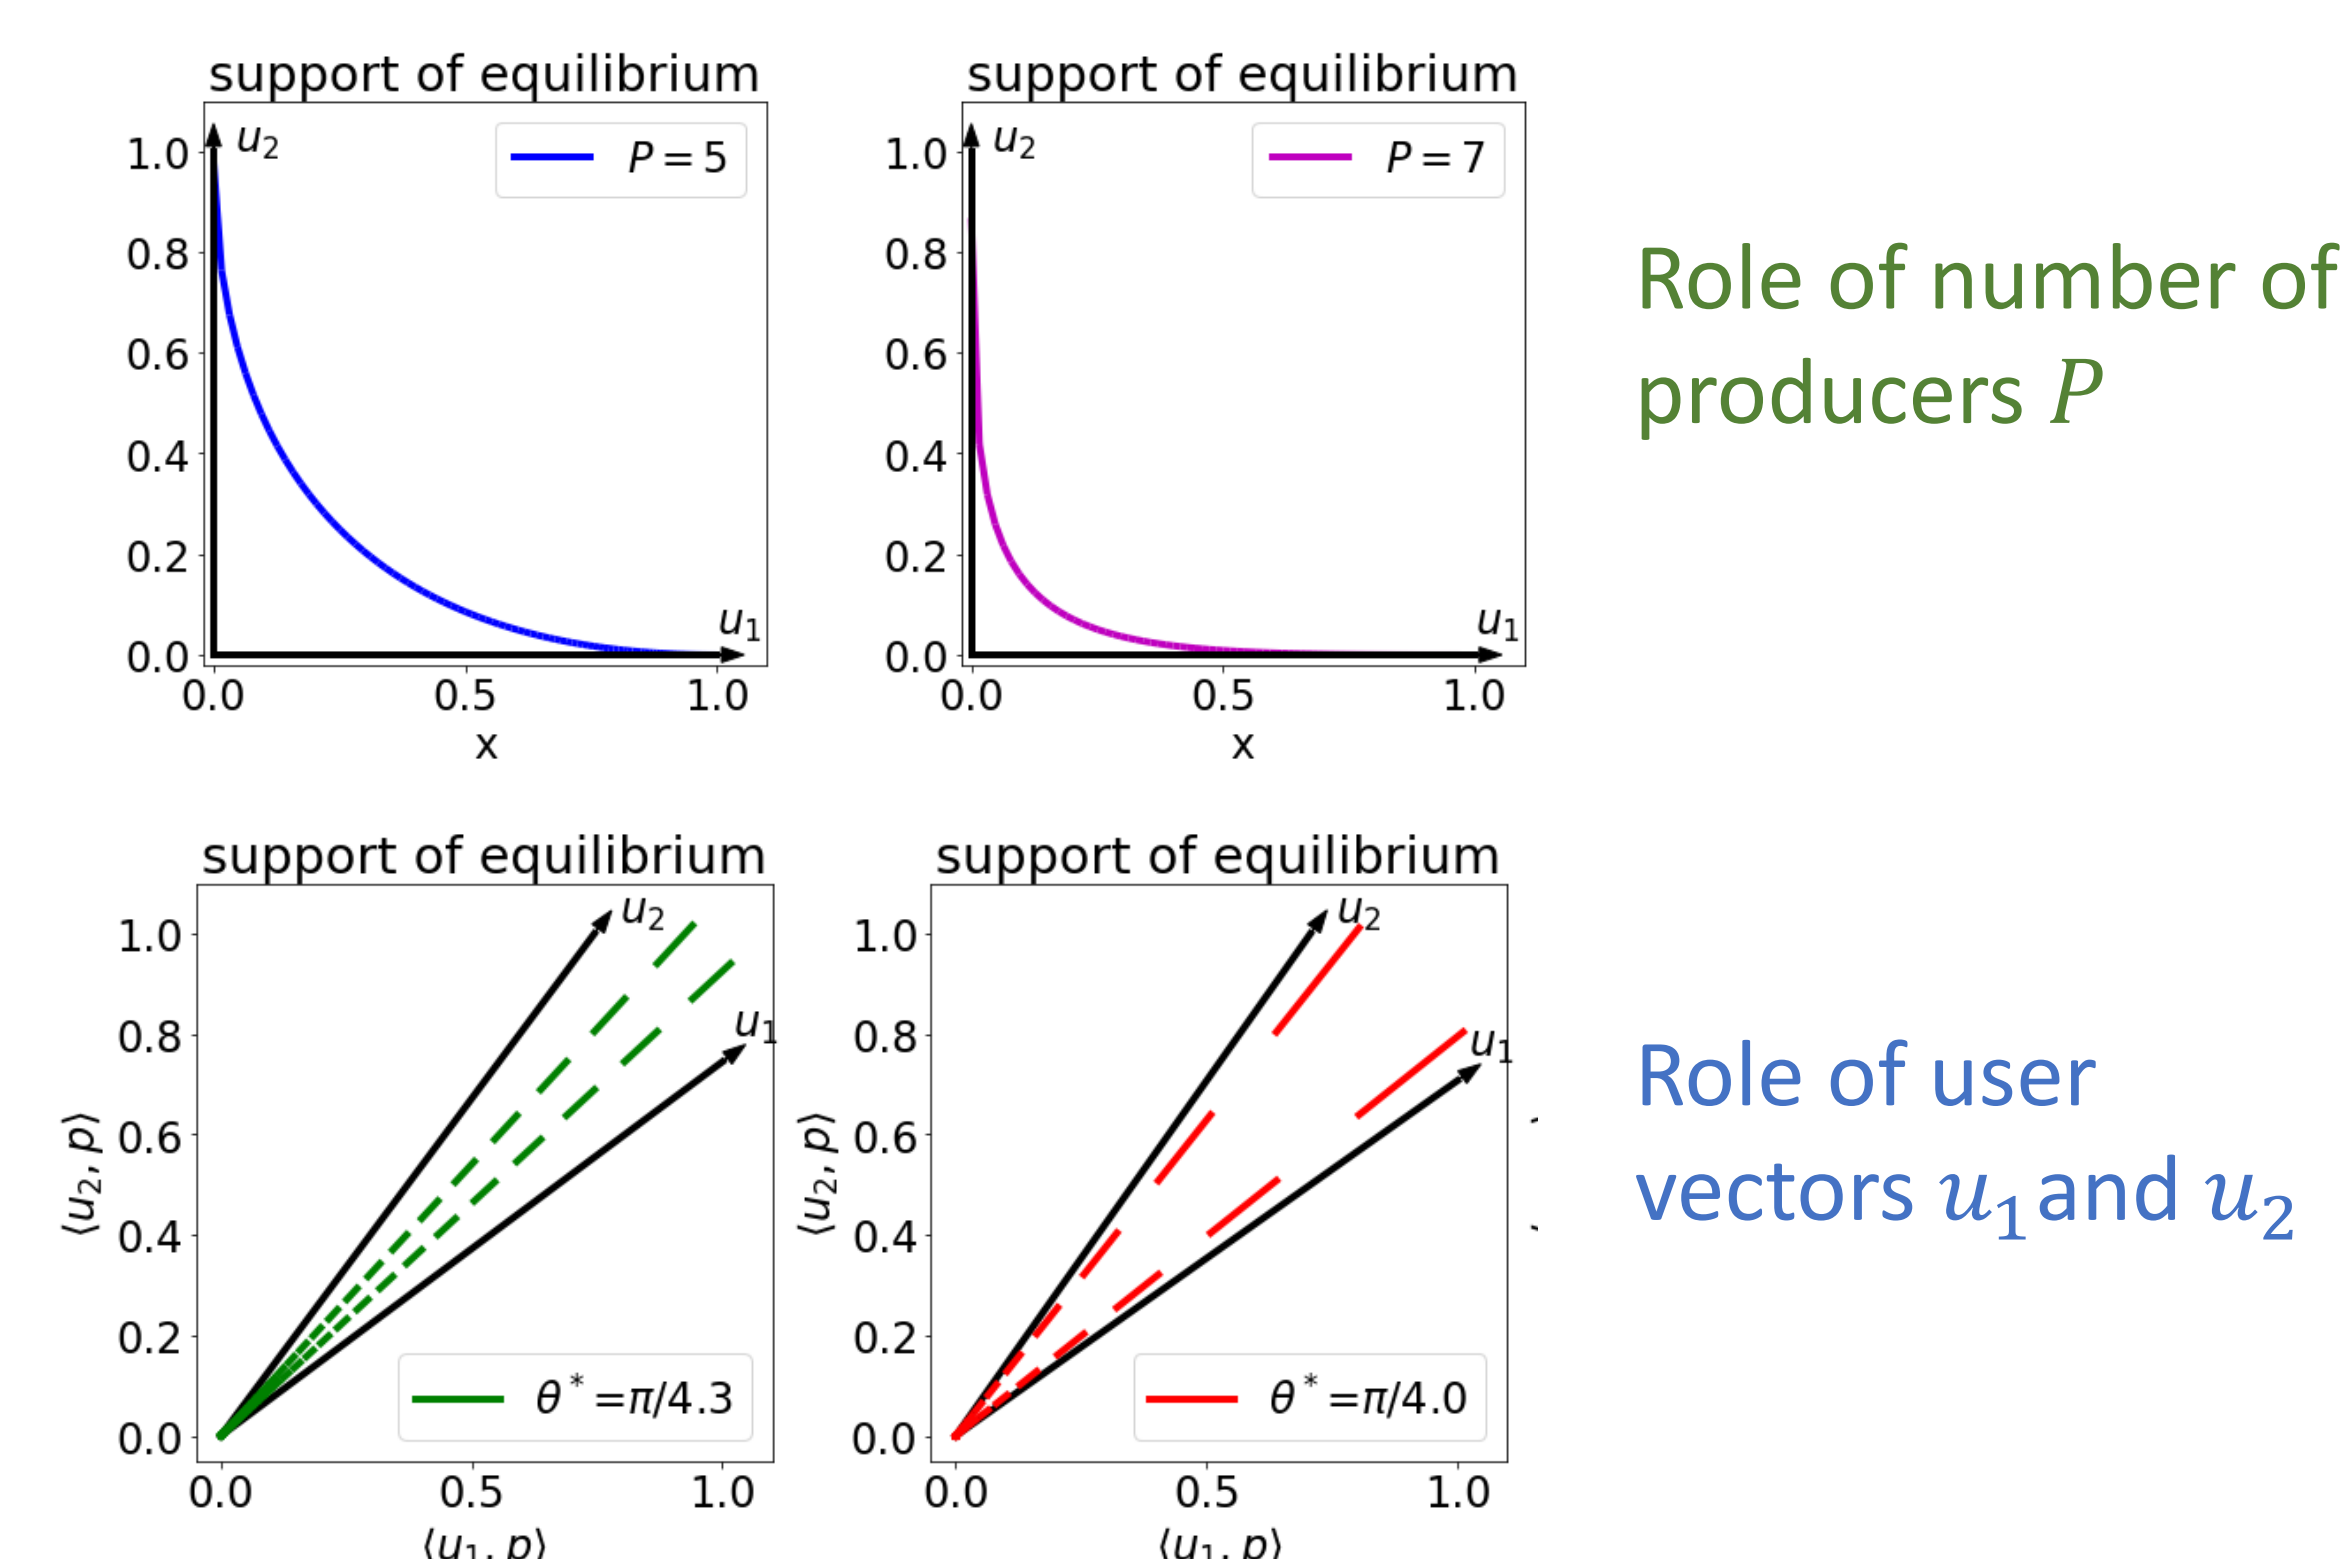 support of equilibrium
u₂
P = 5
1.0
0.8
0.6
0.4
0.2
0.0
u₁
0.0 0.5 1.0
x
support of equilibrium
u₂
P = 7
1.0
0.8
0.6
0.4
0.2
0.0
u₁
0.0 0.5 1.0
x
Role of number of
producers P
support of equilibrium
u₂
u₁
1.0
0.8
0.6
0.4
0.2
0.0
⟨u₂, p⟩
θ*=π/4.3
0.0 0.5 1.0
⟨u₁, p⟩
support of equilibrium
u₂
u₁
1.0
0.8
0.6
0.4
0.2
0.0
⟨u₂, p⟩
θ*=π/4.0
0.0 0.5 1.0
⟨u₁, p⟩
Role of user
vectors u₁and u₂